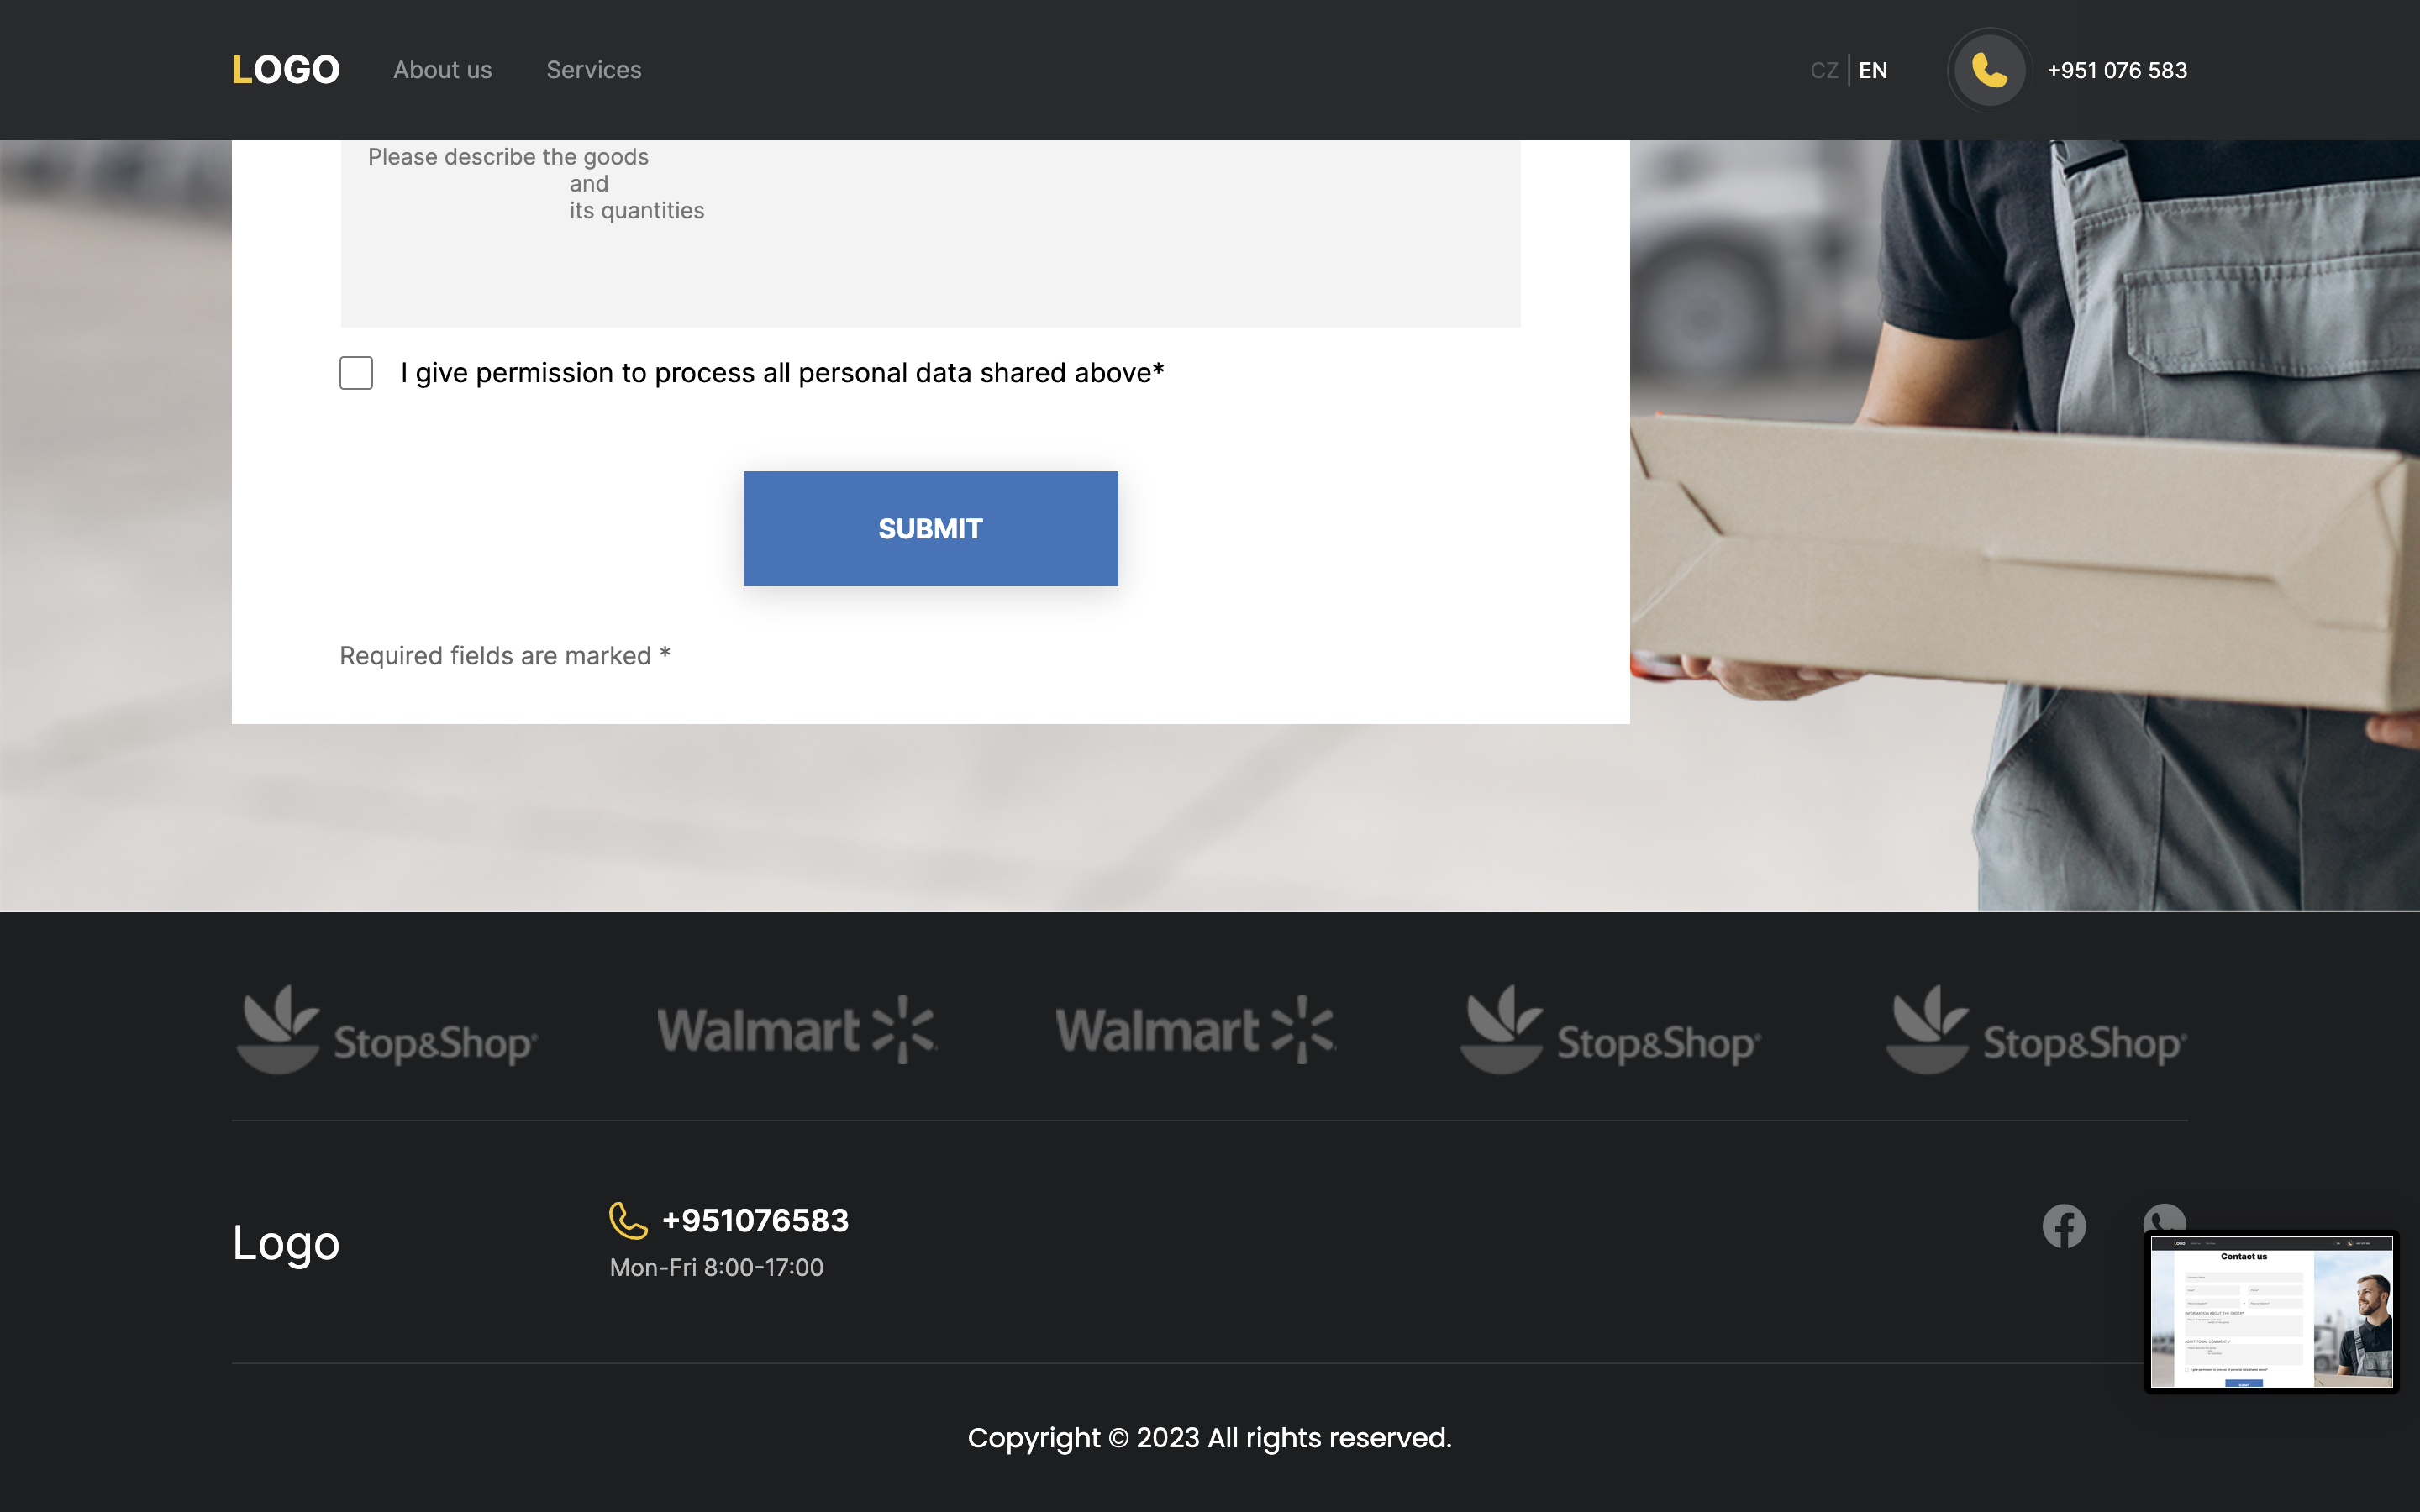 LOGO About us Services CZ EN +951 076 583
Please describe the goods
and
its quantities
I give permission to process all personal data shared above*
SUBMIT
Required fields are marked *
Stop&Shop® Walmart Walmart Stop&Shop® Stop&Shop®
Logo
+951076583
Mon-Fri 8:00-17:00
Contact us
Copyright © 2023 All rights reserved.